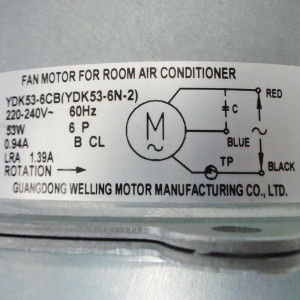 FAN MOTOR FOR ROOM AIR CONDITIONER
YDK53-6CB(YDK53-6N-2)
220-240V~ 60Hz
53W 6 P
0.94A B CL
LRA 1.39A
ROTATION →
M
~
C
RED
BLUE
~
TP
BLACK
GUANGDONG WELLING MOTOR MANUFACTURING CO., LTD.